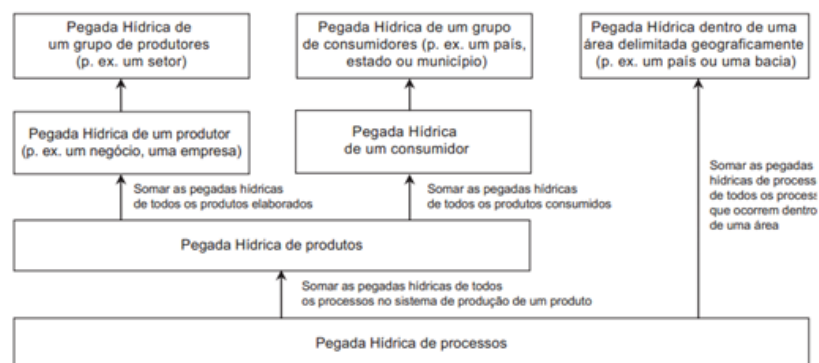 Pegada Hídrica de
um grupo de produtores
(p. ex. um setor)
Pegada Hídrica de um grupo
de consumidores (p. ex. um país,
estado ou município)
Pegada Hídrica dentro de uma
área delimitada geograficamente
(p. ex. um país ou uma bacia)
Pegada Hídrica de um produtor
(p. ex. um negócio, uma empresa)
Pegada Hídrica
de um consumidor
Somar as pegadas hídricas
de todos os produtos elaborados
Somar as pegadas hídricas
de todos os produtos consumidos
Somar as pegadas
hídricas de process
de todos os process
que ocorrem dentro
de uma área
Pegada Hídrica de produtos
Somar as pegadas hídricas de todos
os processos no sistema de produção de um produto
Pegada Hídrica de processos